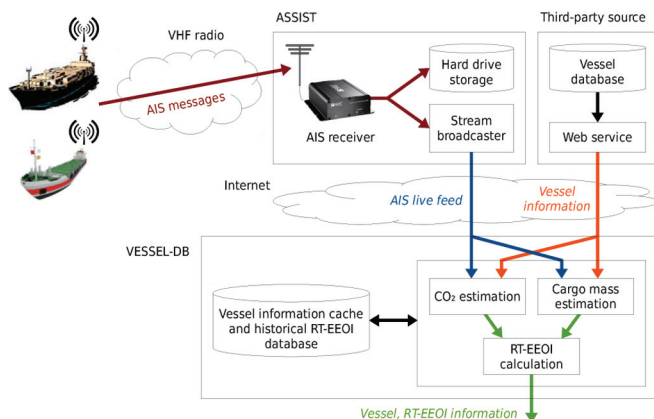 ASSIST
Third-party source
VHF radio
AIS messages
Hard drive
storage
Vessel
database
AIS receiver
Stream
broadcaster
Web service
Internet
AIS live feed
Vessel
information
VESSEL-DB
Vessel information cache
and historical RT-EEOI
database
CO₂ estimation
Cargo mass
estimation
RT-EEOI
calculation
Vessel, RT-EEOI information